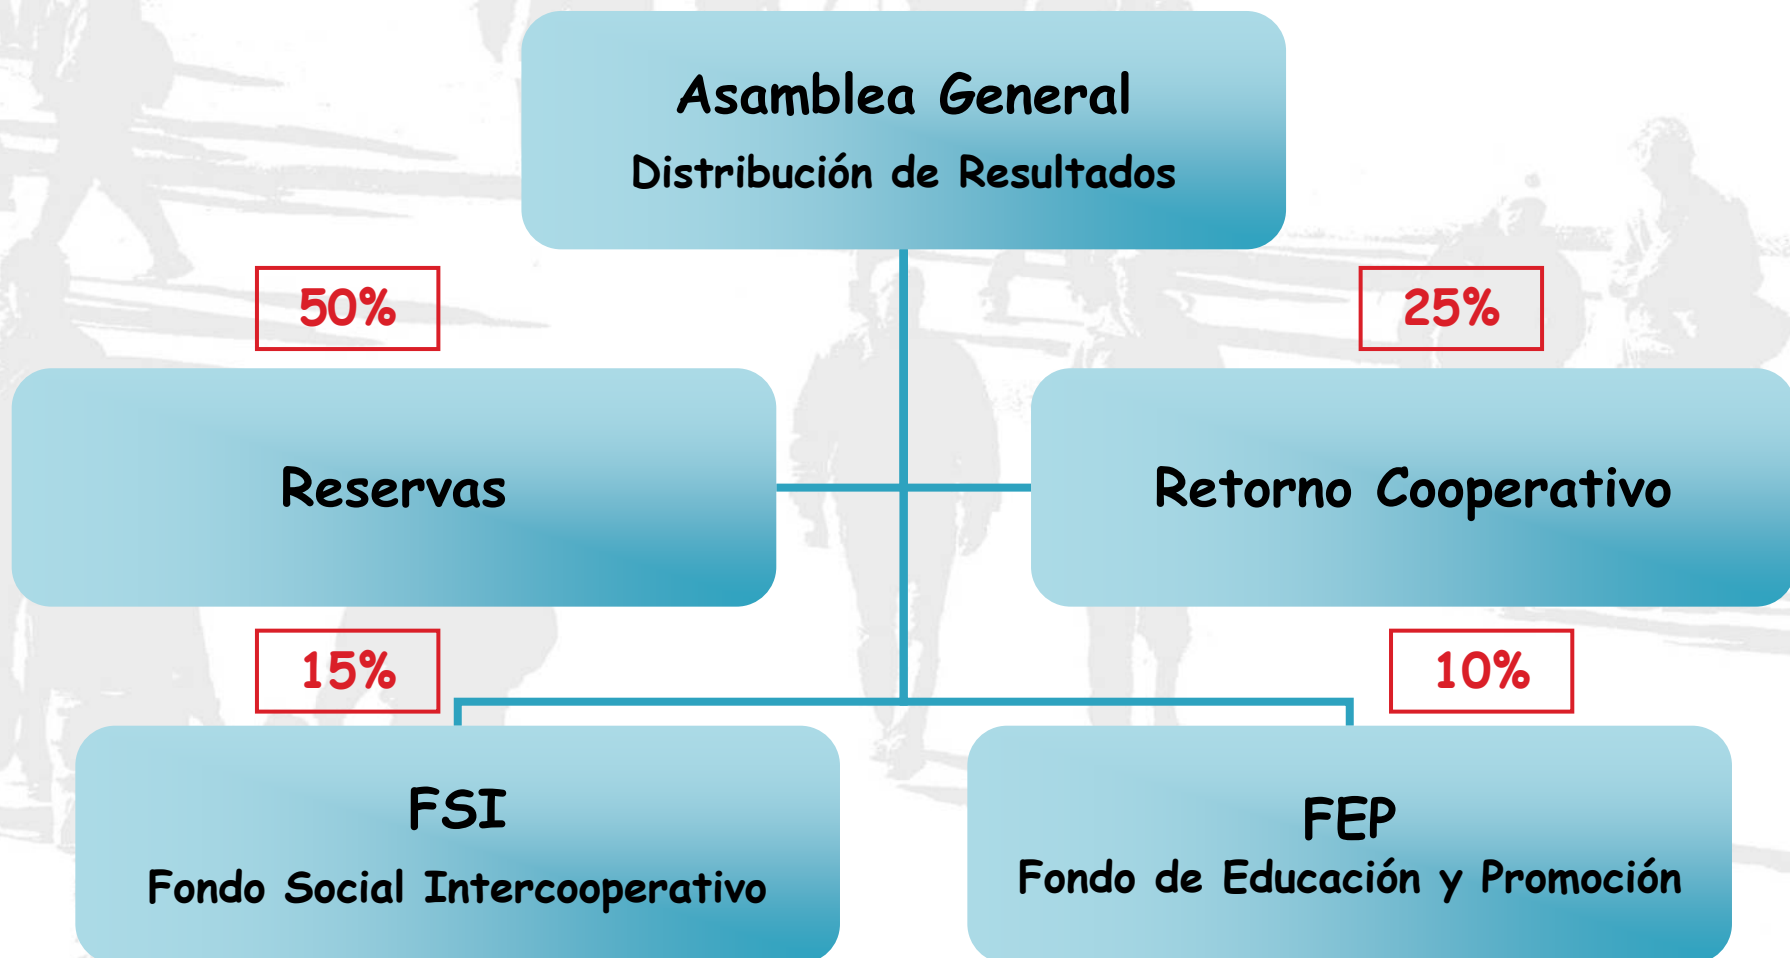 Asamblea General
Distribución de Resultados
50%
25%
Reservas
Retorno Cooperativo
15%
10%
FSI
Fondo Social Intercooperativo
FEP
Fondo de Educación y Promoción